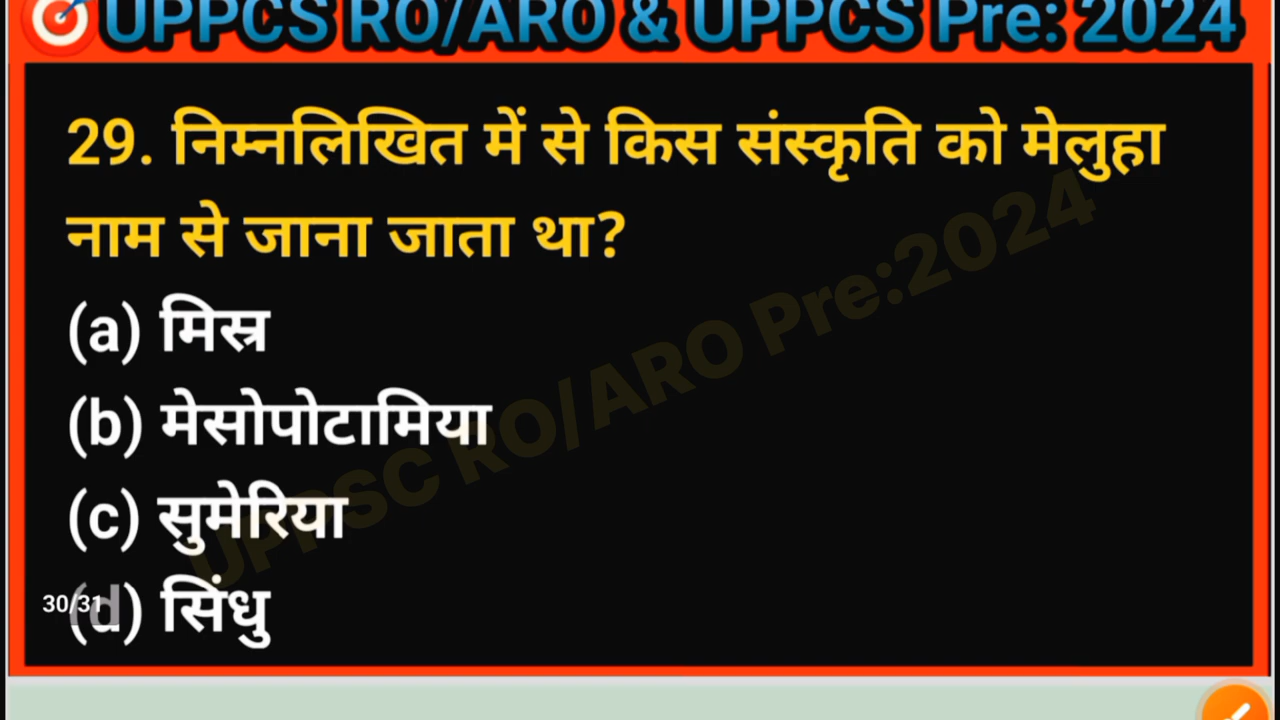 UPPCS RO/ARO & UPPCS Pre: 2024
29. निम्नलिखित में से किस संस्कृति को मेलुहा
नाम से जाना जाता था?
(a) मिस्र
(b) मेसोपोटामिया
(c) सुमेरिया
(d) सिंधु
30/31
UPPSC RO/ARO Pre:2024